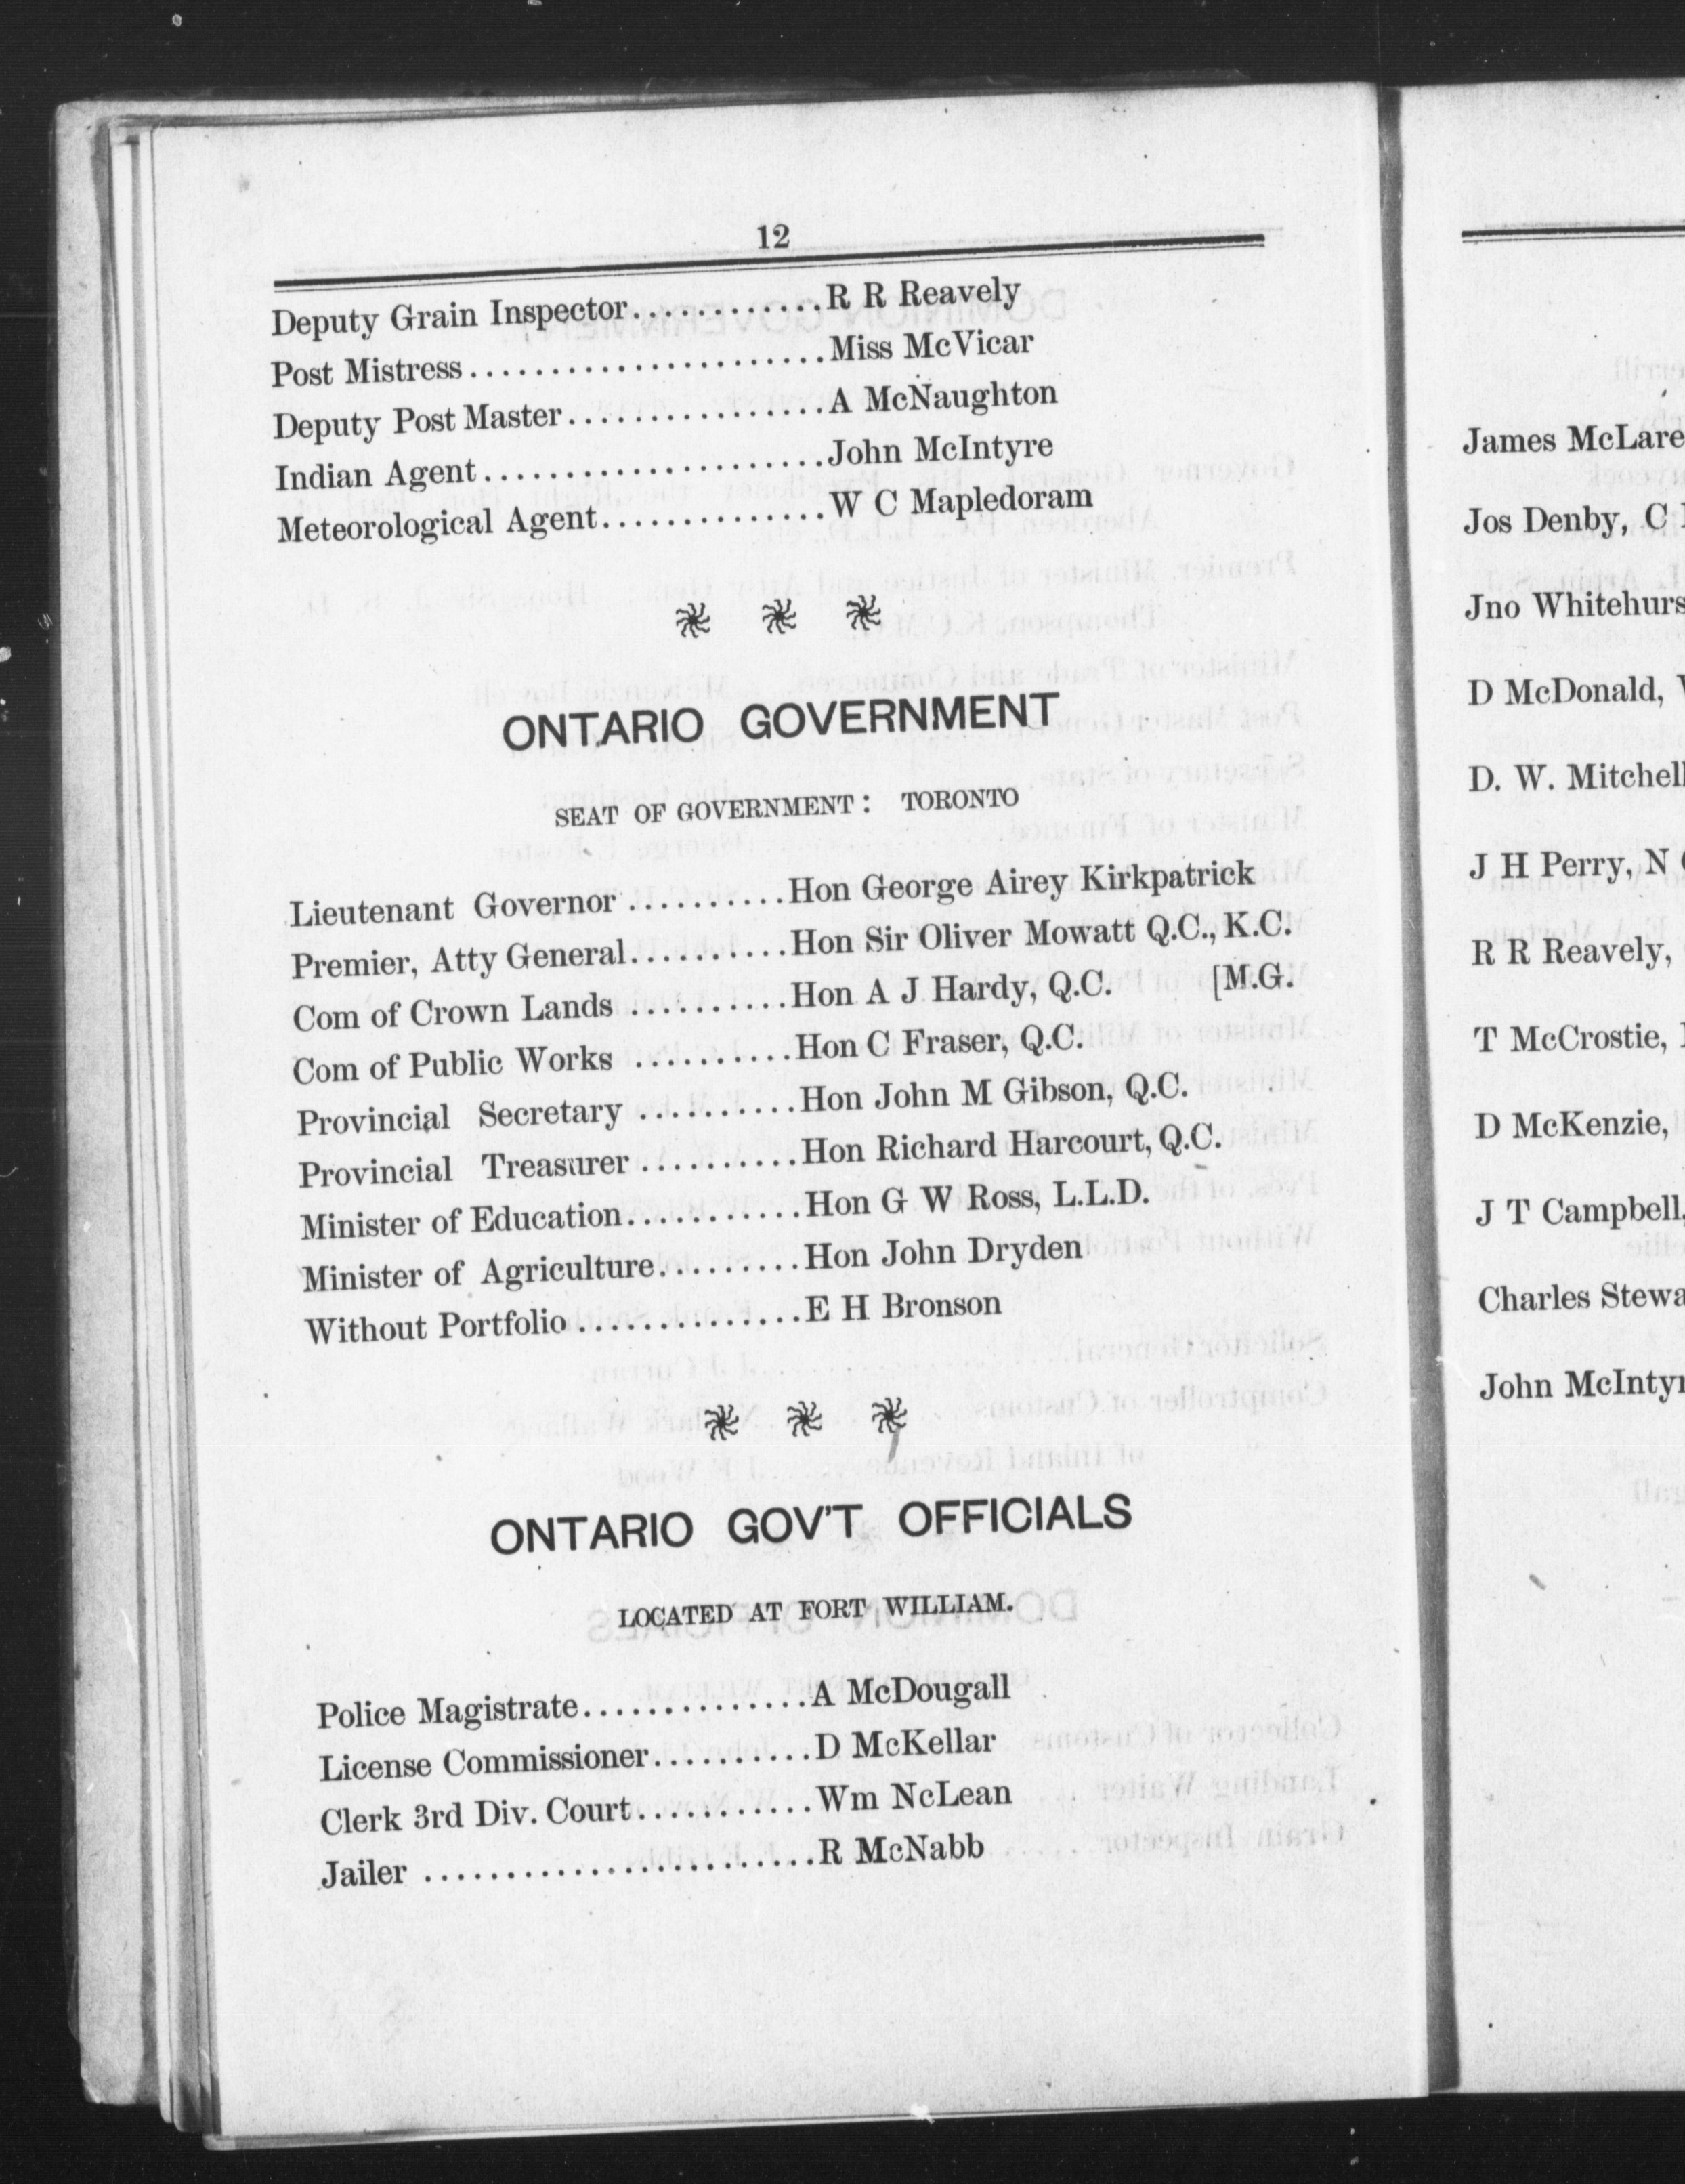 12
Deputy Grain Inspector............R R Reavely
Post Mistress......................Miss McVicar
Deputy Post Master................A McNaughton
Indian Agent.....................John McIntyre
Meteorological Agent..............W C Mapledoram
ONTARIO GOVERNMENT
SEAT OF GOVERNMENT: TORONTO
Lieutenant Governor..........Hon George Airey Kirkpatrick
Premier, Atty General..........Hon Sir Oliver Mowatt Q.C., K.C.
Com of Crown Lands..........Hon A J Hardy, Q.C. [M.G.
Com of Public Works..........Hon C Fraser, Q.C.
Provincial Secretary..........Hon John M Gibson, Q.C.
Provincial Treasurer..........Hon Richard Harcourt, Q.C.
Minister of Education...........Hon G W Ross, L.L.D.
Minister of Agriculture.........Hon John Dryden
Without Portfolio..............E H Bronson
ONTARIO GOV'T OFFICIALS
LOCATED AT FORT WILLIAM.
Police Magistrate..............A McDougall
License Commissioner..........D McKellar
Clerk 3rd Div. Court...........Wm NcLean
Jailer........................R McNabb
James McLare
Jos Denby, C
Jno Whitehurs
D McDonald,
D. W. Mitchell
J H Perry, N
R R Reavely,
T McCrostie,
D McKenzie,
J T Campbell,
Charles Stewa
John McInty